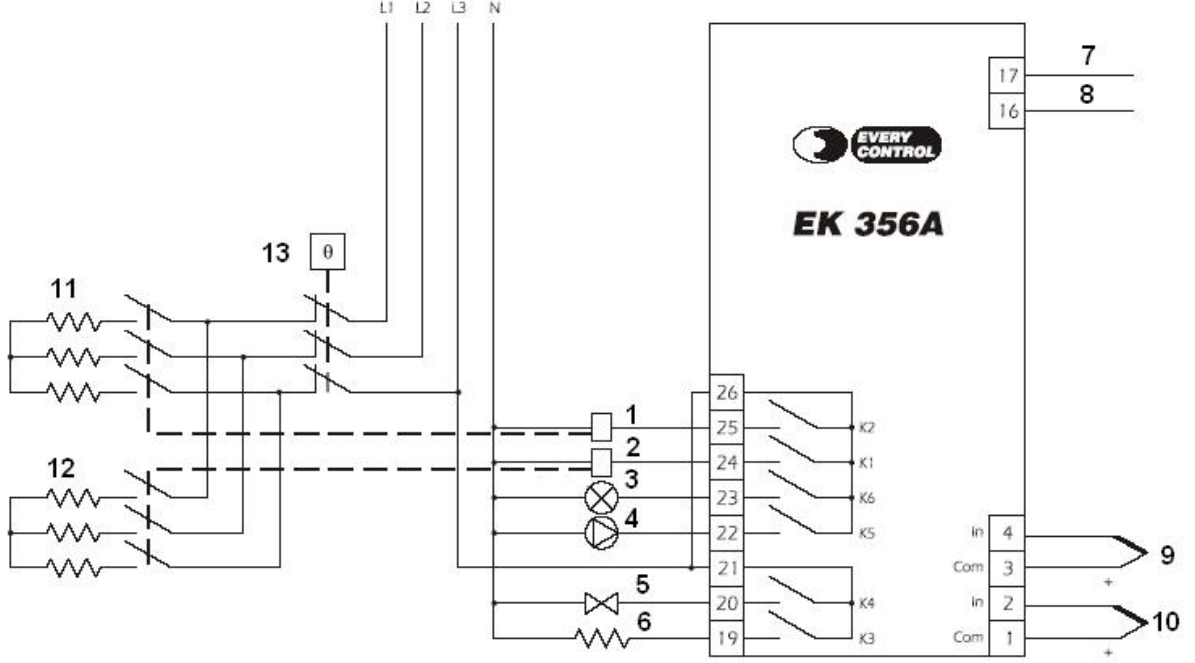 L1 L2 L3 N
7
17
8
16
EVERY
CONTROL
EK 356A
13 θ
11
26
1
25 K2
2
12
24 K1
3
23 K6
4
22 K5 in 4
21 Com 3 9
+
5
20 K4 in 2
6
10
19 K3 Com 1
+